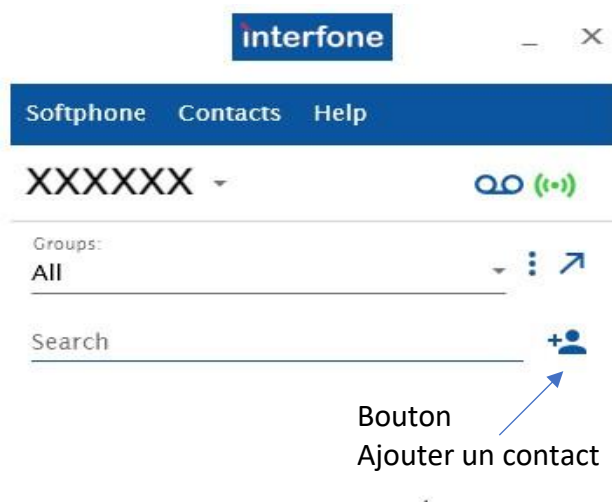 interfone
Softphone Contacts Help
XXXXXX
Groups:
All
Search
Bouton
Ajouter un contact